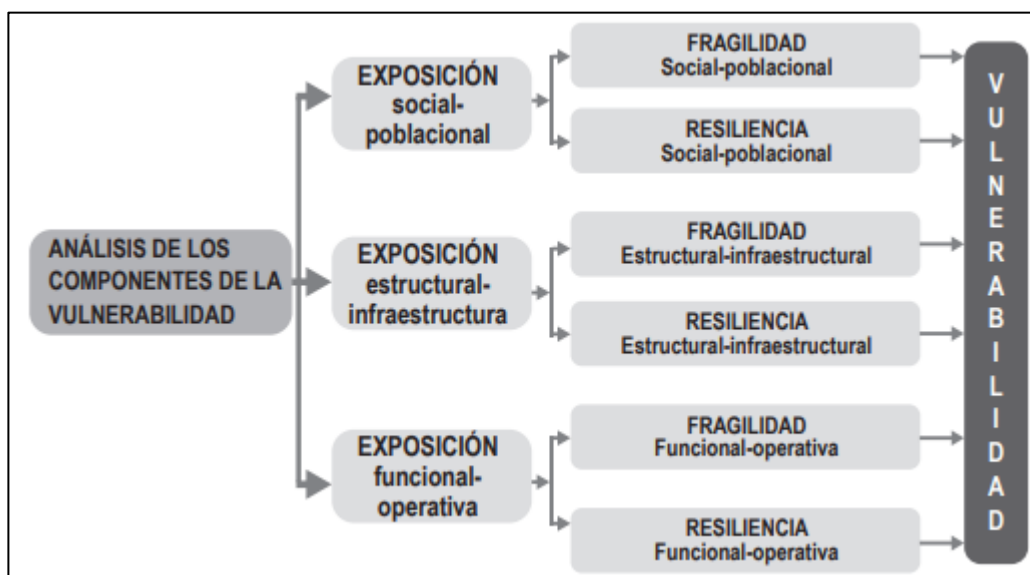 ANÁLISIS DE LOS
COMPONENTES DE LA
VULNERABILIDAD
EXPOSICIÓN
social-
poblacional
FRAGILIDAD
Social-poblacional
RESILIENCIA
Social-poblacional
EXPOSICIÓN
estructural-
infraestructura
FRAGILIDAD
Estructural-infraestructural
RESILIENCIA
Estructural-infraestructural
EXPOSICIÓN
funcional-
operativa
FRAGILIDAD
Funcional-operativa
RESILIENCIA
Funcional-operativa
VULNERABILIDAD